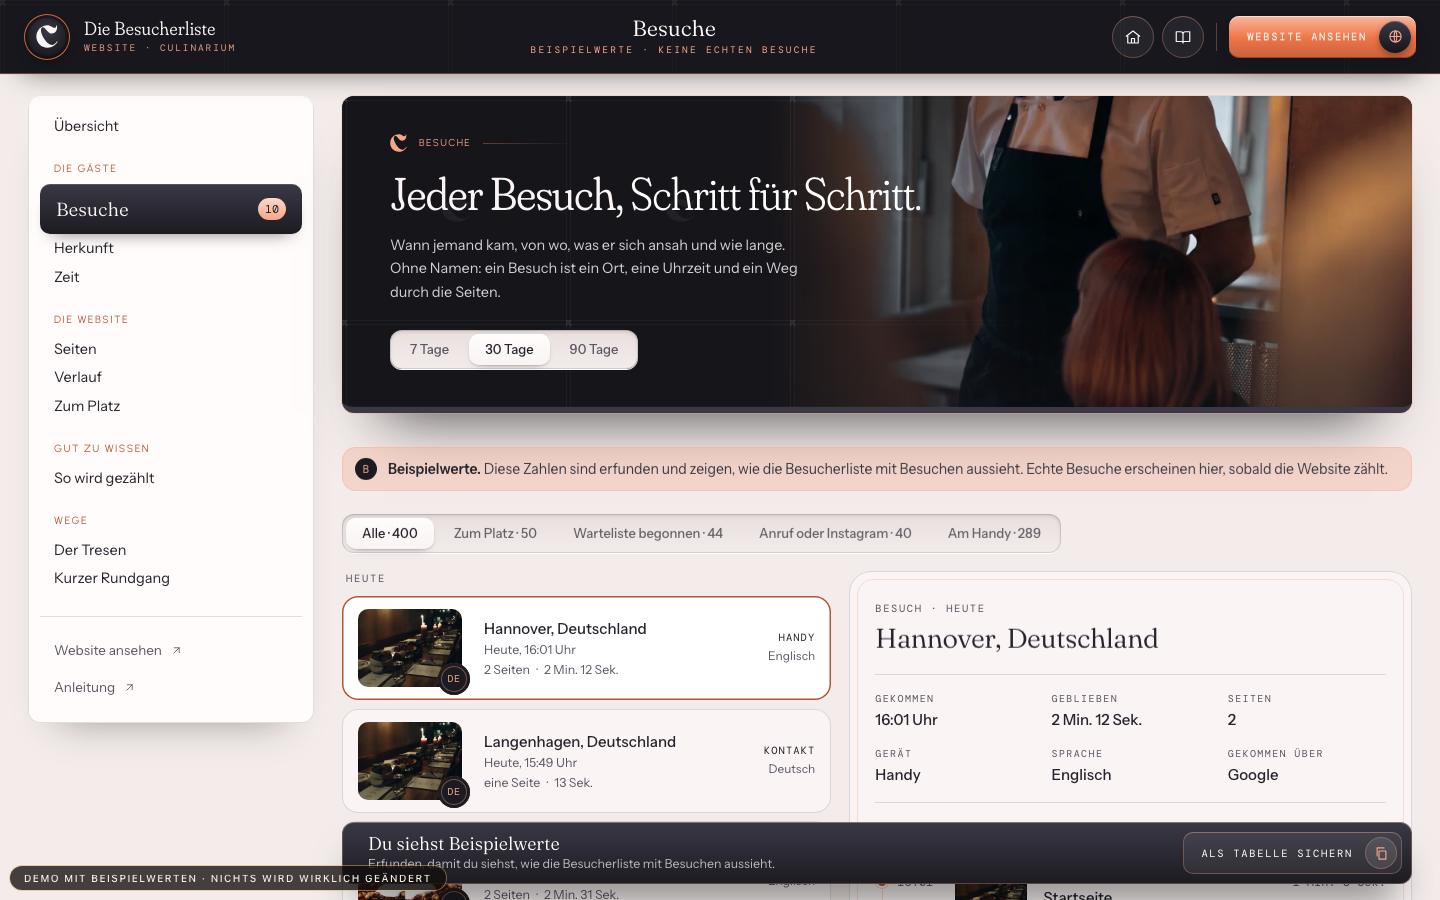 Die Besucherliste
WEBSITE · CULINARIUM
Besuche
BEISPIELWERTE · KEINE ECHTEN BESUCHE
WEBSITE ANSEHEN
Übersicht
DIE GÄSTE
Besuche
10
Herkunft
Zeit
DIE WEBSITE
Seiten
Verlauf
Zum Platz
GUT ZU WISSEN
So wird gezählt
WEGE
Der Tresen
Kurzer Rundgang
Website ansehen
Anleitung
BESUCHE
Jeder Besuch, Schritt für Schritt.
Wann jemand kam, von wo, was er sich ansah und wie lange.
Ohne Namen: ein Besuch ist ein Ort, eine Uhrzeit und ein Weg
durch die Seiten.
7 Tage
30 Tage
90 Tage
B
Beispielwerte. Diese Zahlen sind erfunden und zeigen, wie die Besucherliste mit Besuchen aussieht. Echte Besuche erscheinen hier, sobald die Website zählt.
Alle · 400
Zum Platz · 50
Warteliste begonnen · 44
Anruf oder Instagram · 40
Am Handy · 289
HEUTE
Hannover, Deutschland
Heute, 16:01 Uhr
2 Seiten · 2 Min. 12 Sek.
DE
HANDY
Englisch
Langenhagen, Deutschland
Heute, 15:49 Uhr
eine Seite · 13 Sek.
DE
KONTAKT
Deutsch
2 Seiten · 2 Min. 31 Sek.
BESUCH · HEUTE
Hannover, Deutschland
GEKOMMEN
16:01 Uhr
GEBLIEBEN
2 Min. 12 Sek.
SEITEN
2
GERÄT
Handy
SPRACHE
Englisch
GEKOMMEN ÜBER
Google
Startseite
Du siehst Beispielwerte
Erfunden, damit du siehst, wie die Besucherliste mit Besuchen aussieht.
ALS TABELLE SICHERN
DEMO MIT BEISPIELWERTEN · NICHTS WIRD WIRKLICH GEÄNDERT